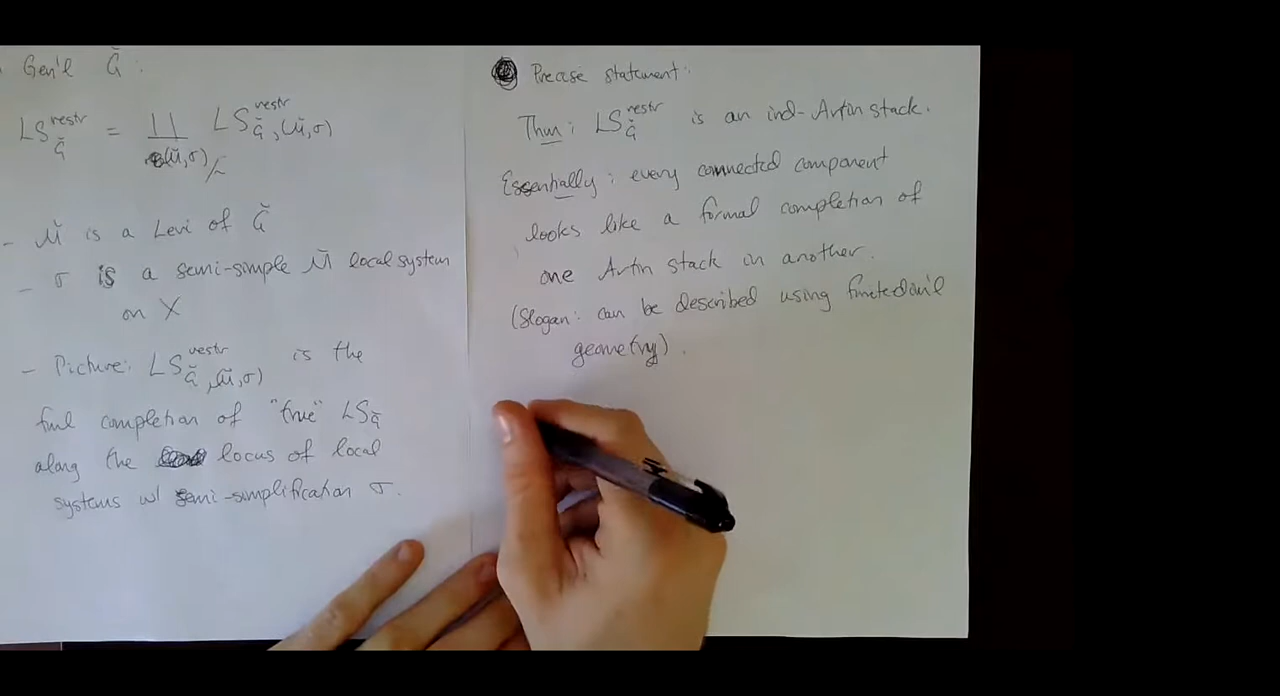 Gen'l Ǧ:
LS^restr_Ǧ = ∐_(M̌,σ)/~ LS^restr_Ǧ,(M̌,σ)
- M̌ is a Levi of Ǧ
- σ is a semi-simple M̌ local system
on X
- Picture: LS^restr_Ǧ,(M̌,σ) is the
fml completion of "true" LS_Ǧ
along the locus of local
systems w/ semi-simplification σ.
Precise statement:
Thm: LS^restr_Ǧ is an ind-Artin stack.
Essentially: every connected component
looks like a formal completion of
one Artin stack in another.
(Slogan: can be described using finite dim'l
geometry).